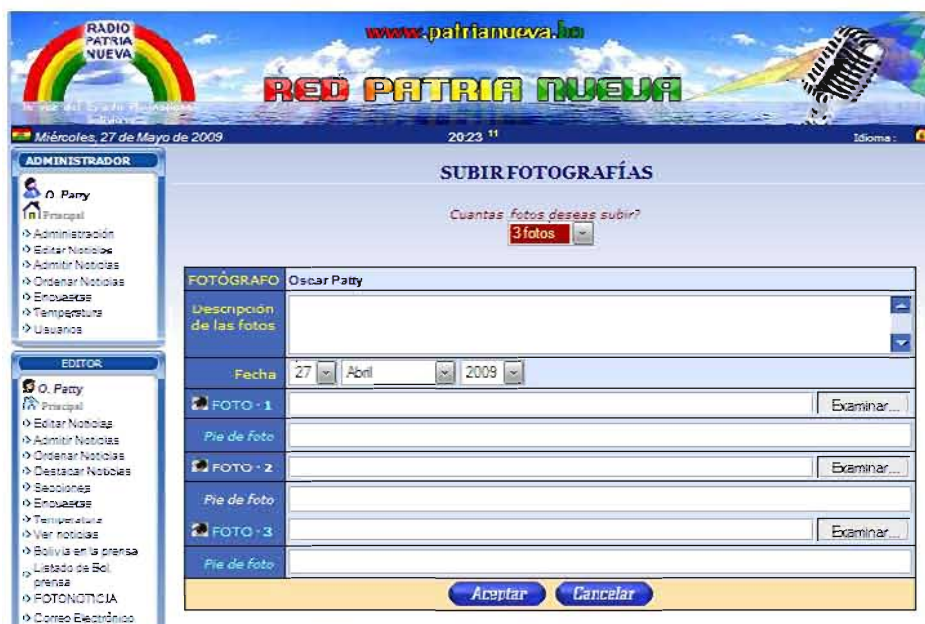 RADIO
PATRIA
NUEVA
www.patrianueva.bo
RED PATRIA NUEVA
Miércoles, 27 de Mayo de 2009
20:23 11
Idioma:
ADMINISTRADOR
O. Patty
Principal
Administración
Editar Noticias
Admitir Noticias
Ordenar Noticias
Encuestas
Temperatura
Usuarios
EDITOR
O. Patty
Principal
Editar Noticias
Admitir Noticias
Ordenar Noticias
Destacar Noticias
Secciones
Encuestas
Temperatura
Ver noticias
Bolivia en la prensa
Listado de Bol.
prensa
FOTONOTICIA
Correo Electrónico
SUBIR FOTOGRAFÍAS
Cuantas fotos deseas subir?
3 fotos
FOTÓGRAFO Oscar Patty
Descripción
de las fotos
Fecha 27 Abril 2009
FOTO - 1 Examinar...
Pie de foto
FOTO - 2 Examinar...
Pie de foto
FOTO - 3 Examinar...
Pie de foto
Aceptar Cancelar